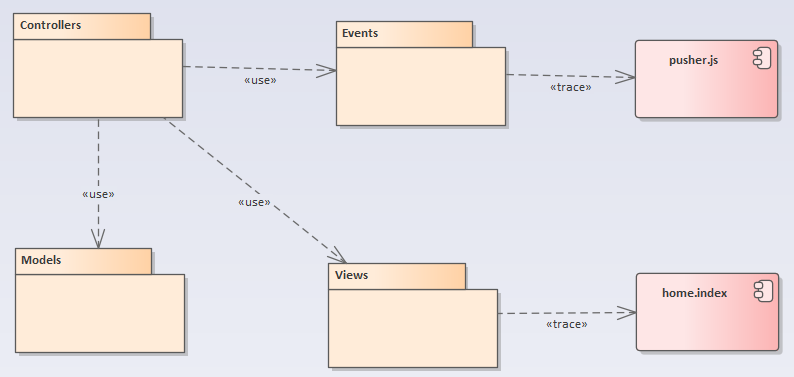 Controllers
Events
pusher.js
«use»
«trace»
«use»
«use»
Models
Views
home.index
«trace»